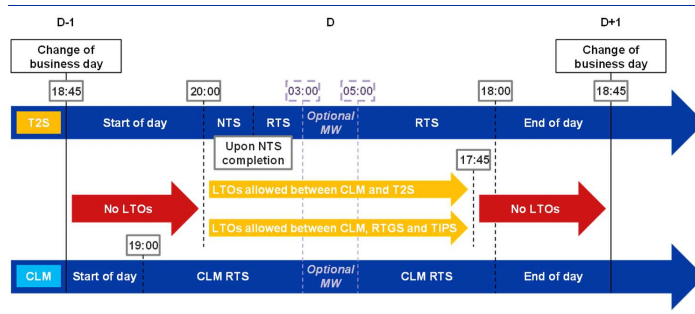 D-1
D
D+1
Change of
business day
Change of
business day
18:45
20:00
03:00
05:00
18:00
18:45
T2S
Start of day
NTS
RTS
Optional
MW
RTS
End of day
Upon NTS
completion
17:45
LTOs allowed between CLM and T2S
No LTOs
No LTOs
LTOs allowed between CLM, RTGS and TIPS
19:00
CLM
Start of day
CLM RTS
Optional
MW
CLM RTS
End of day